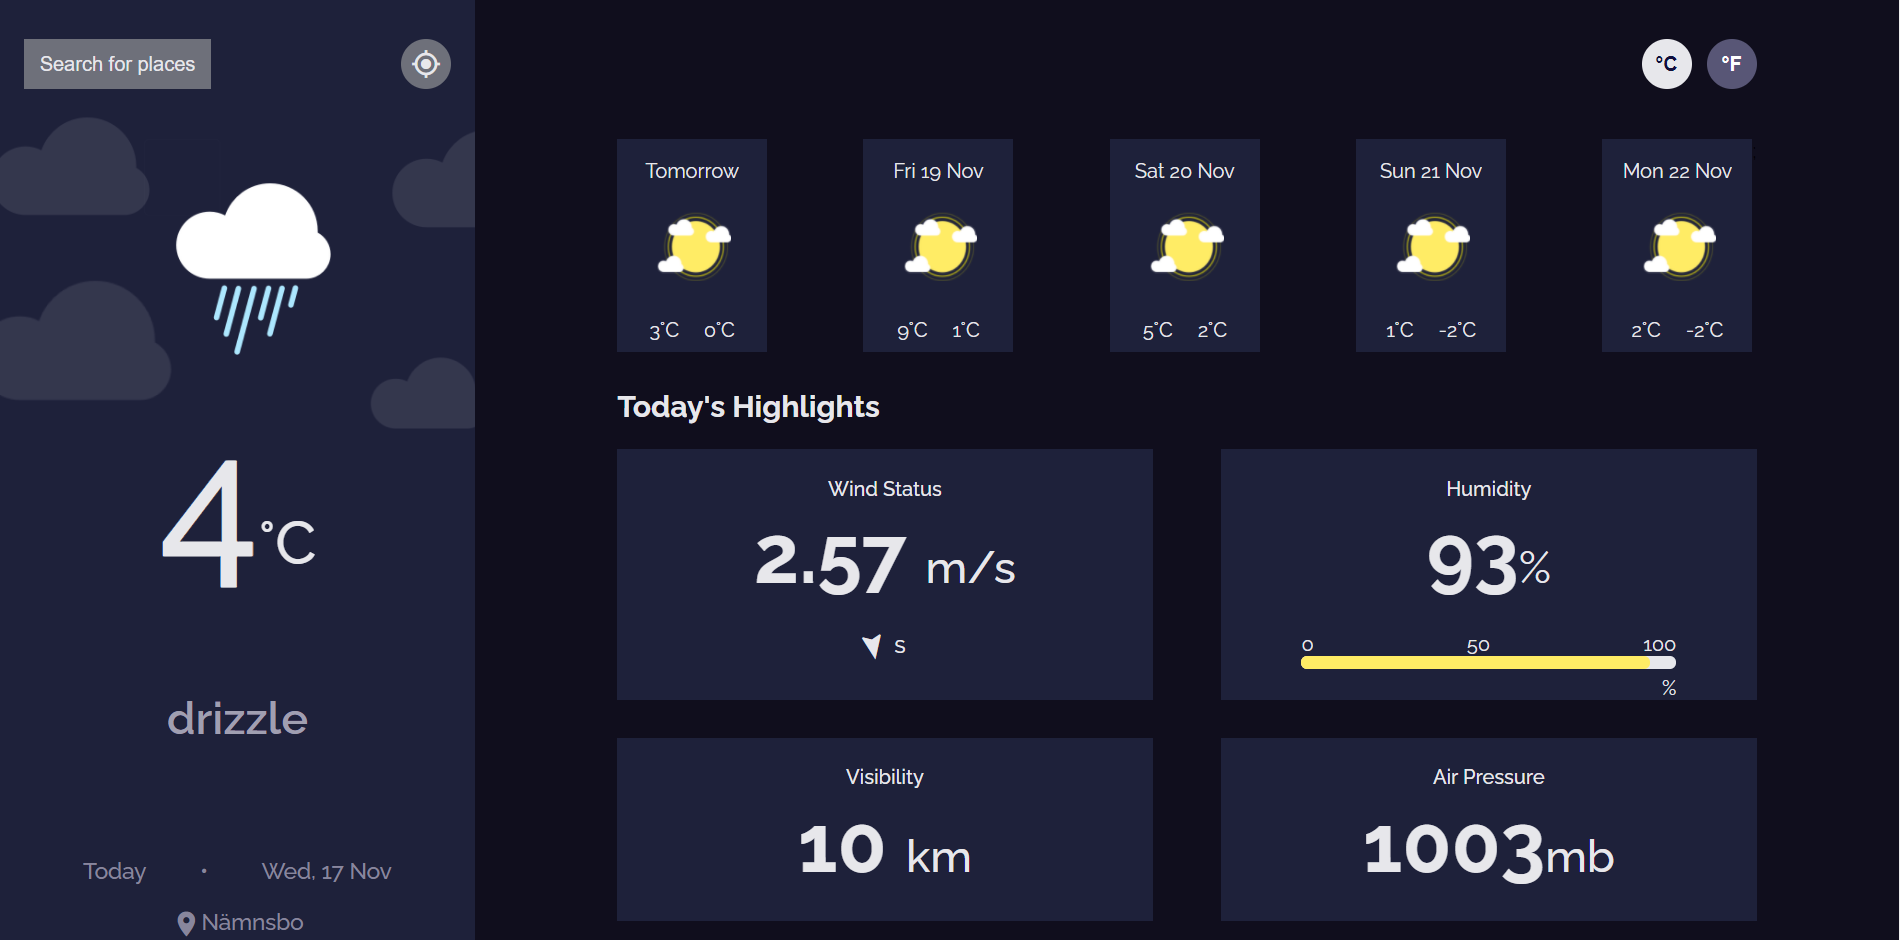 Search for places
4°C
drizzle
Today • Wed, 17 Nov
Nämnsbo
°C °F
Tomorrow
3°C 0°C
Fri 19 Nov
9°C 1°C
Sat 20 Nov
5°C 2°C
Sun 21 Nov
1°C -2°C
Mon 22 Nov
2°C -2°C
Today's Highlights
Wind Status
2.57 m/s
S
Humidity
93%
0 50 100
%
Visibility
10 km
Air Pressure
1003mb